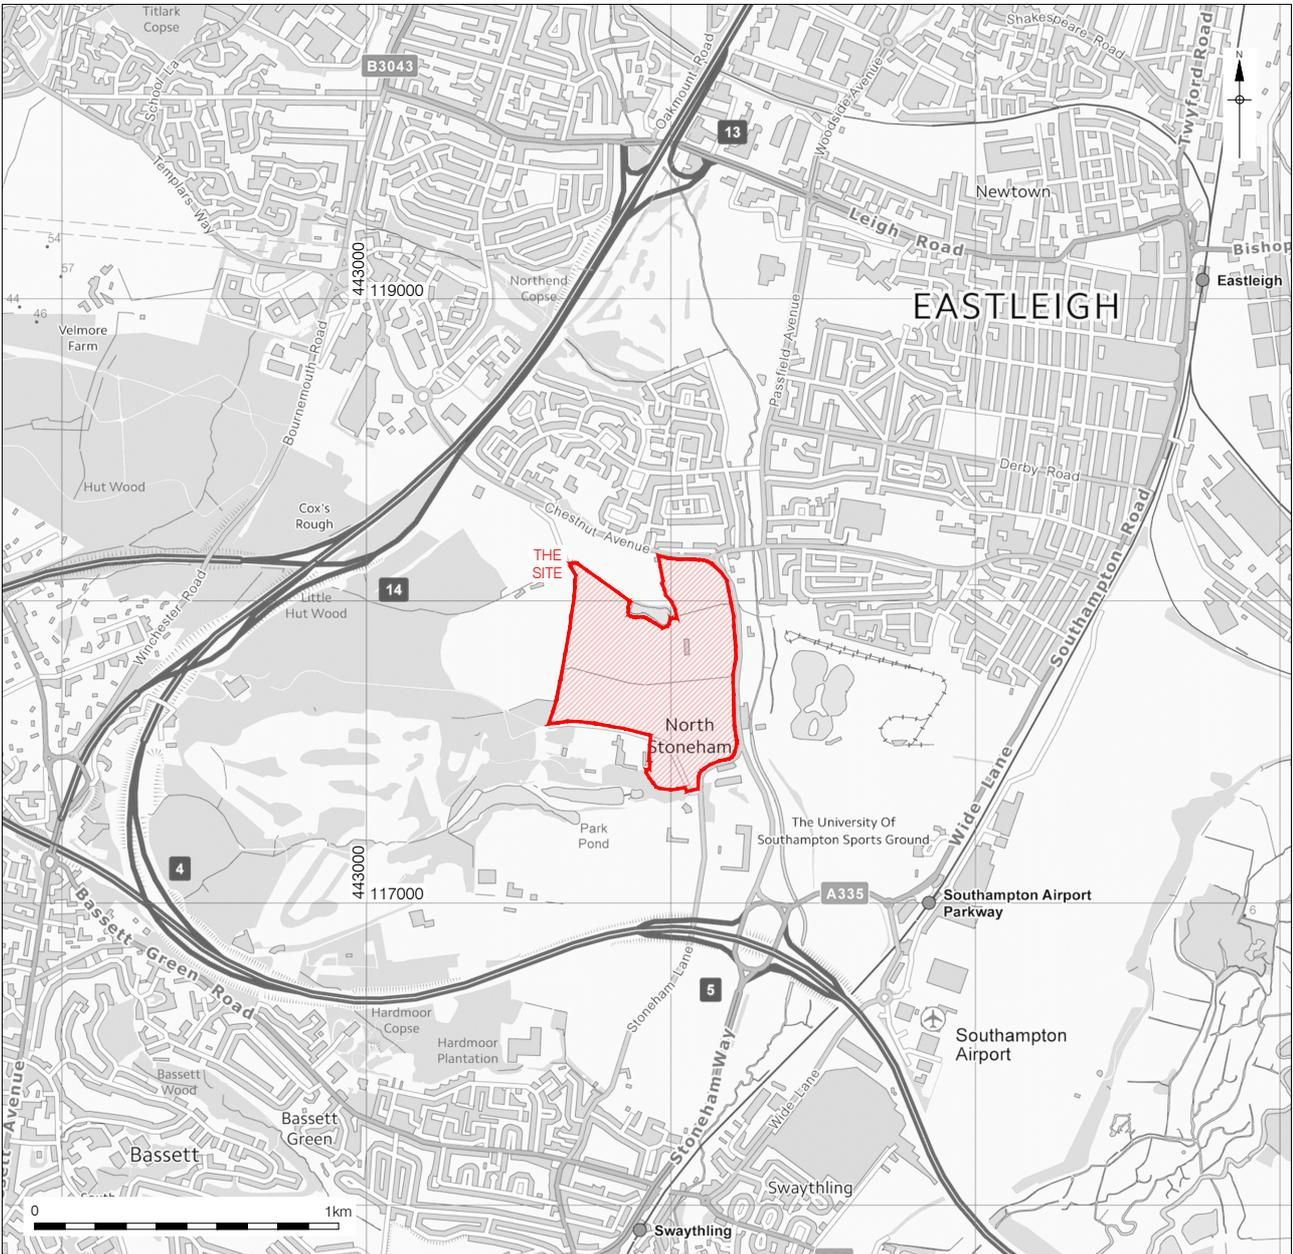 Titlark
Copse
Shakespeare Road
School La
B3043
Oakmount Road
Twyford Road
N
Woodside Avenue
13
Templars Way
Newtown
Leigh Road
Bishop
54
57
443000
119000
Northend
Copse
Eastleigh
44
46
EASTLEIGH
Velmore
Farm
Bournemouth Road
Passfield Avenue
Derby Road
Hut Wood
Cox's
Rough
Chestnut Avenue
Southampton Road
THE
SITE
14
Little
Hut Wood
Winchester Road
North
Stoneham
Wide Lane
Park
Pond
The University Of
Southampton Sports Ground
443000
117000
4
A335
Southampton Airport
Parkway
6
Bassett Green Road
Stoneham Lane
5
Hardmoor
Copse
Hardmoor
Plantation
Southampton
Airport
Bassett
Wood
Stoneham Way
Wide Lane
Bassett
Green
Bassett
Swaythling
South
0
1km
Swaythling